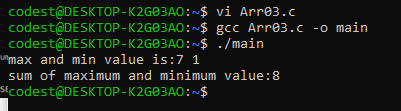 codest@DESKTOP-K2G03AO:~$ vi Arr03.c
codest@DESKTOP-K2G03AO:~$ gcc Arr03.c -o main
codest@DESKTOP-K2G03AO:~$ ./main
max and min value is:7 1
sum of maximum and minimum value:8
codest@DESKTOP-K2G03AO:~$